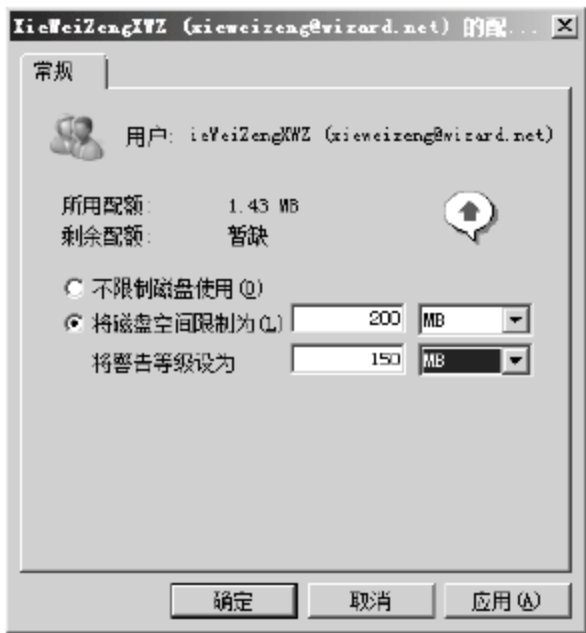 XieWeiZengXWZ (xieweizeng@wizard.net) 的配...
常规
用户: ieWeiZengXWZ (xieweizeng@wizard.net)
所用配额: 1.43 MB
剩余配额: 暂缺
不限制磁盘使用(O)
将磁盘空间限制为(L) 200 MB
将警告等级设为 150 MB
确定 取消 应用(A)